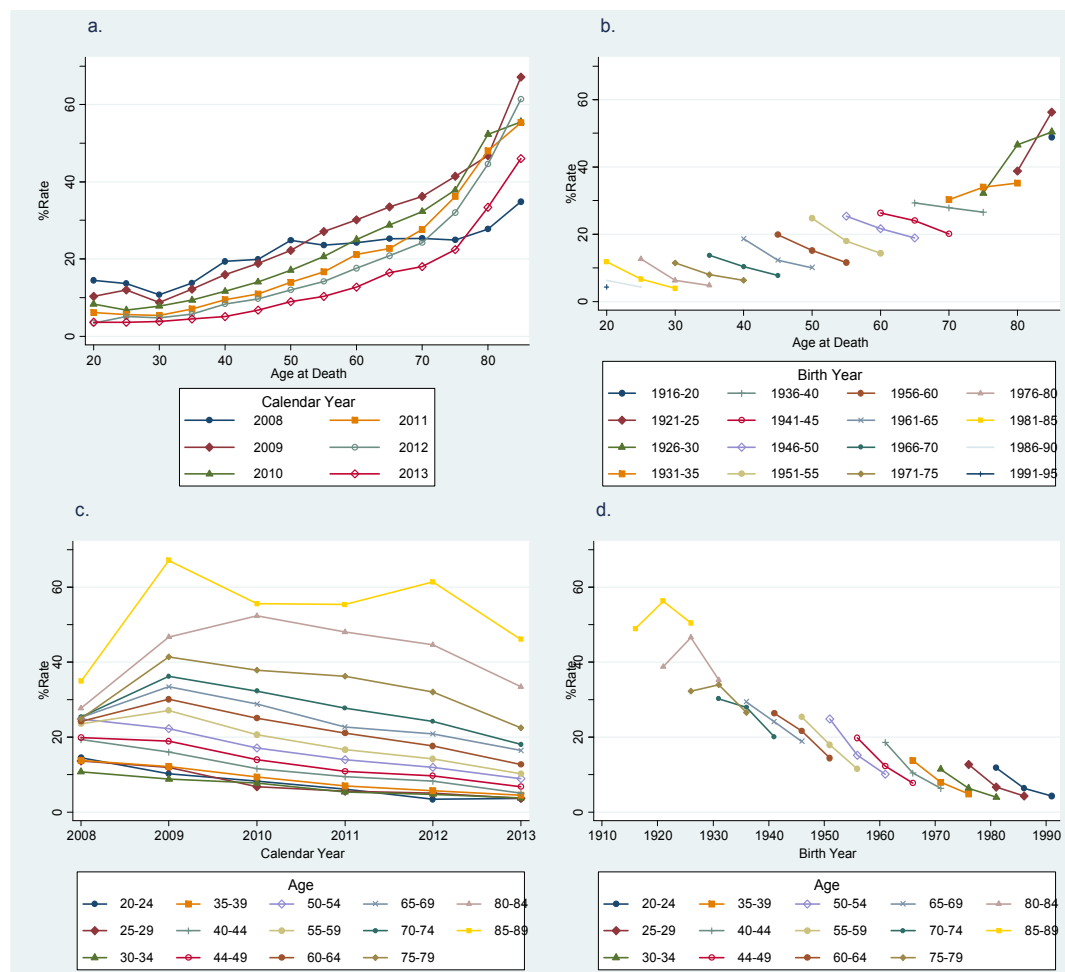 a.
%Rate
60
40
20
0
20 30 40 50 60 70 80
Age at Death
Calendar Year
2008 2011
2009 2012
2010 2013
b.
%Rate
60
40
20
0
20 30 40 50 60 70 80
Age at Death
Birth Year
1916-20 1936-40 1956-60 1976-80
1921-25 1941-45 1961-65 1981-85
1926-30 1946-50 1966-70 1986-90
1931-35 1951-55 1971-75 1991-95
c.
%Rate
60
40
20
0
2008 2009 2010 2011 2012 2013
Calendar Year
Age
20-24 35-39 50-54 65-69 80-84
25-29 40-44 55-59 70-74 85-89
30-34 44-49 60-64 75-79
d.
%Rate
60
40
20
0
1910 1920 1930 1940 1950 1960 1970 1980 1990
Birth Year
Age
20-24 35-39 50-54 65-69 80-84
25-29 40-44 55-59 70-74 85-89
30-34 44-49 60-64 75-79